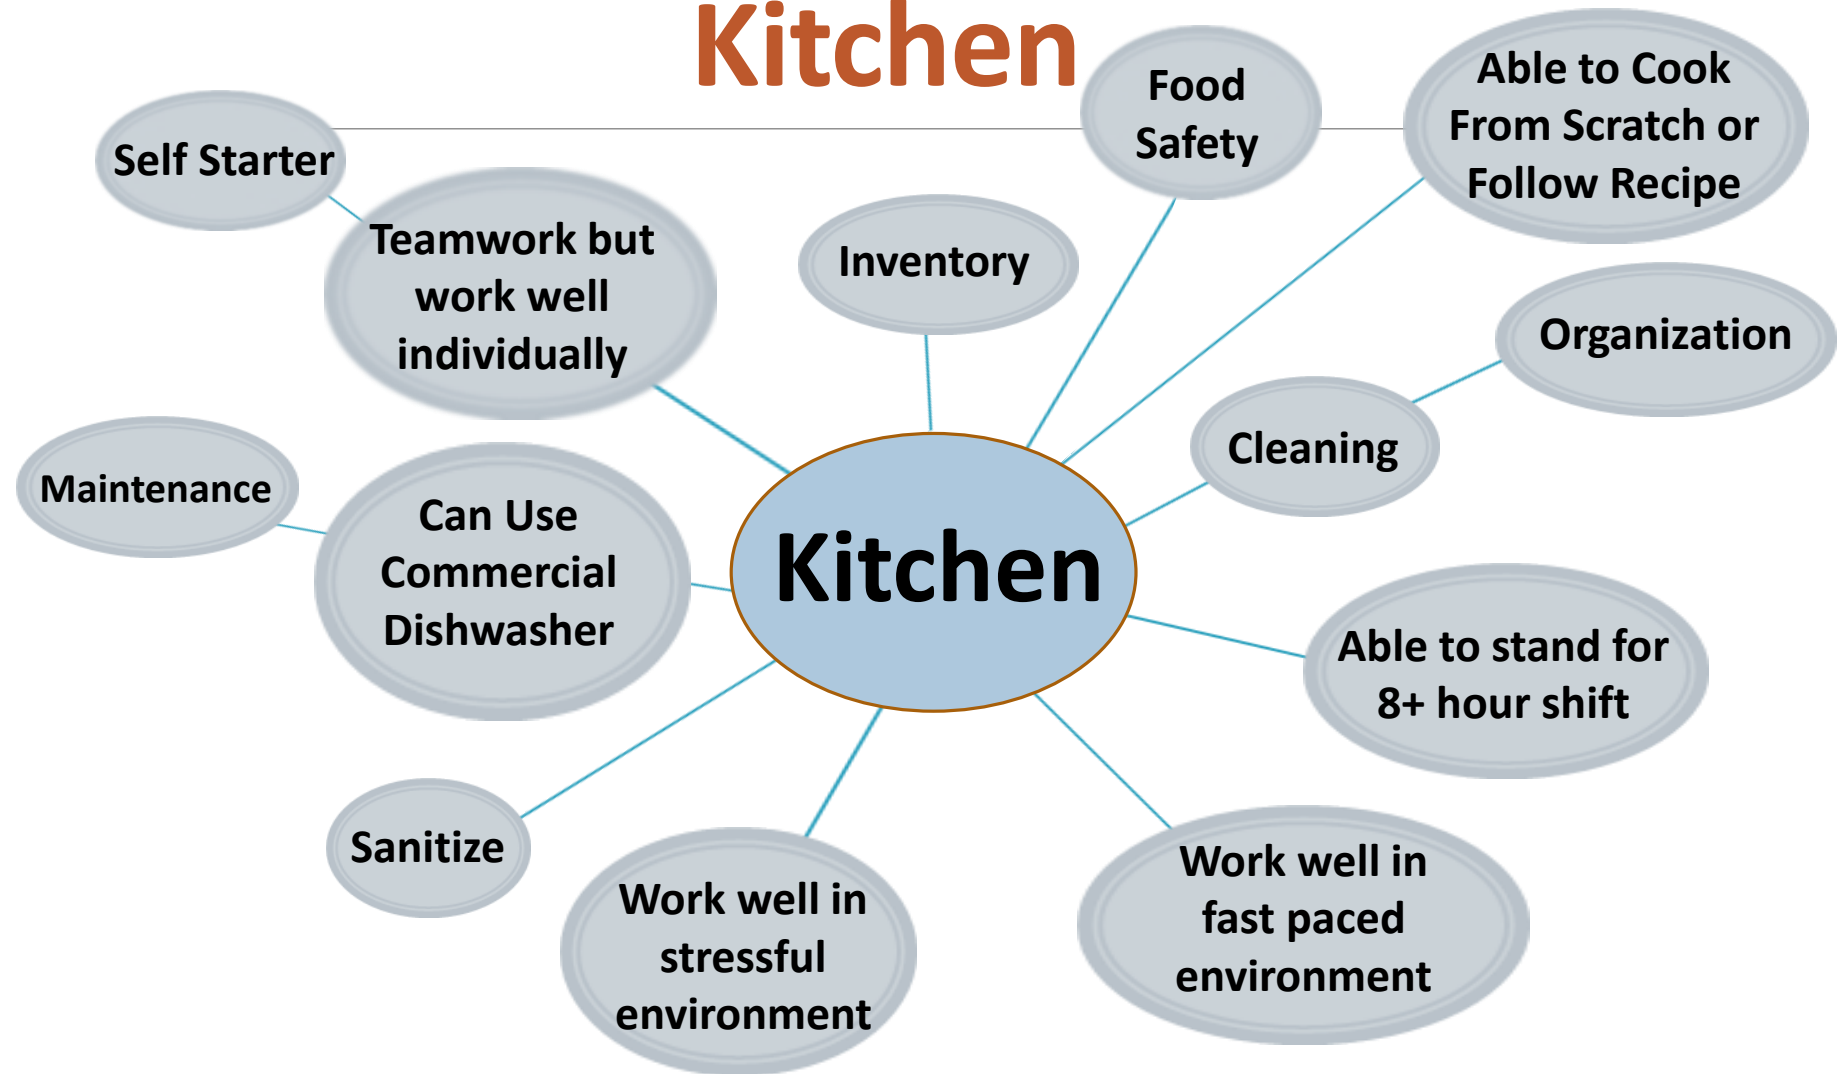 Kitchen
Food
Safety
Able to Cook
From Scratch or
Follow Recipe
Self Starter
Teamwork but
work well
individually
Inventory
Organization
Cleaning
Maintenance
Can Use
Commercial
Dishwasher
Kitchen
Able to stand for
8+ hour shift
Sanitize
Work well in
stressful
environment
Work well in
fast paced
environment